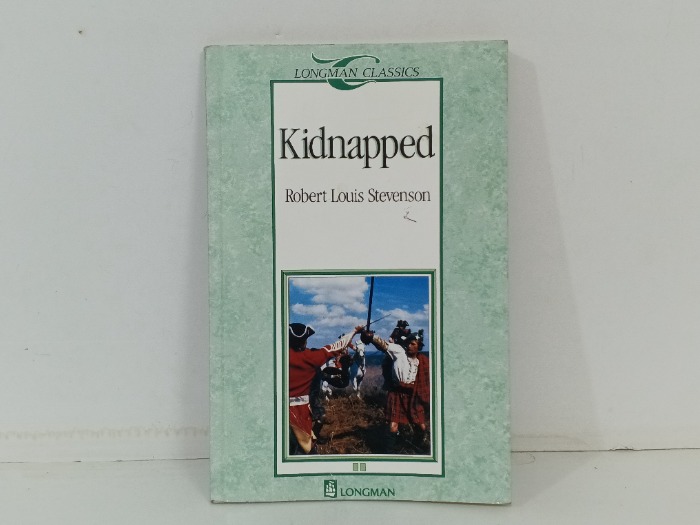 LONGMAN CLASSICS
Kidnapped
Robert Louis Stevenson
LONGMAN